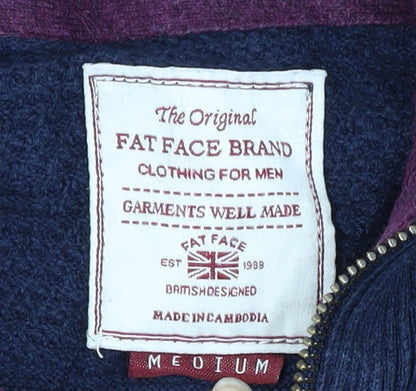 The Original
FAT FACE BRAND
CLOTHING FOR MEN
GARMENTS WELL MADE
FAT FACE
EST 1988
BRITISH DESIGNED
MADE IN CAMBODIA
MEDIUM